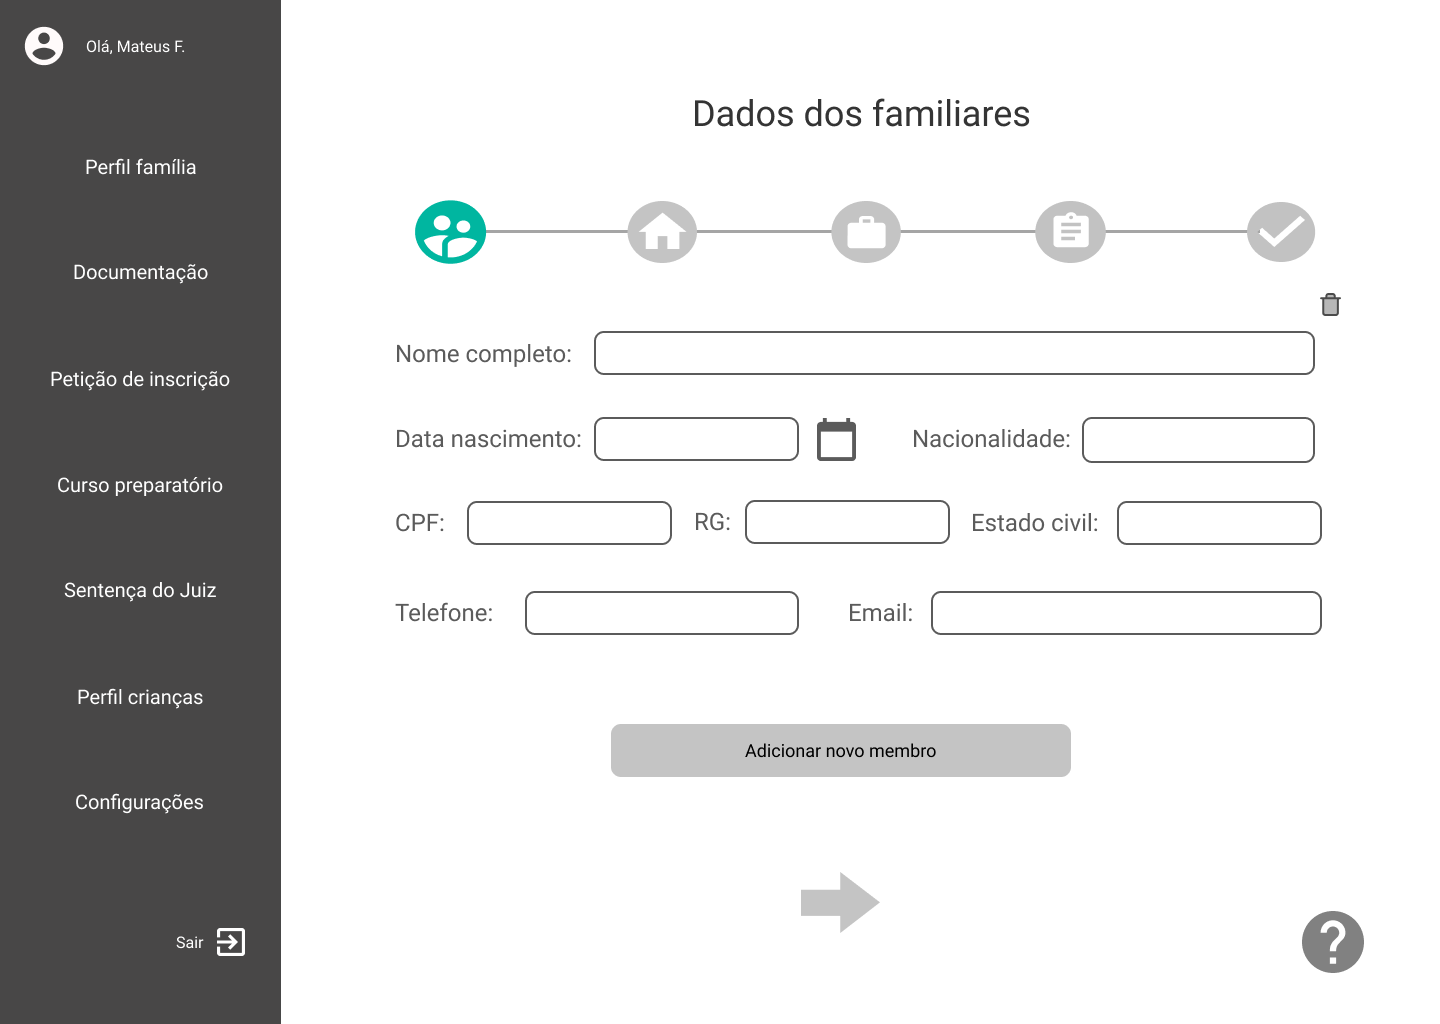 Olá, Mateus F.
Perfil família
Documentação
Petição de inscrição
Curso preparatório
Sentença do Juiz
Perfil crianças
Configurações
Sair
Dados dos familiares
Nome completo:
Data nascimento: Nacionalidade:
CPF: RG: Estado civil:
Telefone: Email:
Adicionar novo membro
?